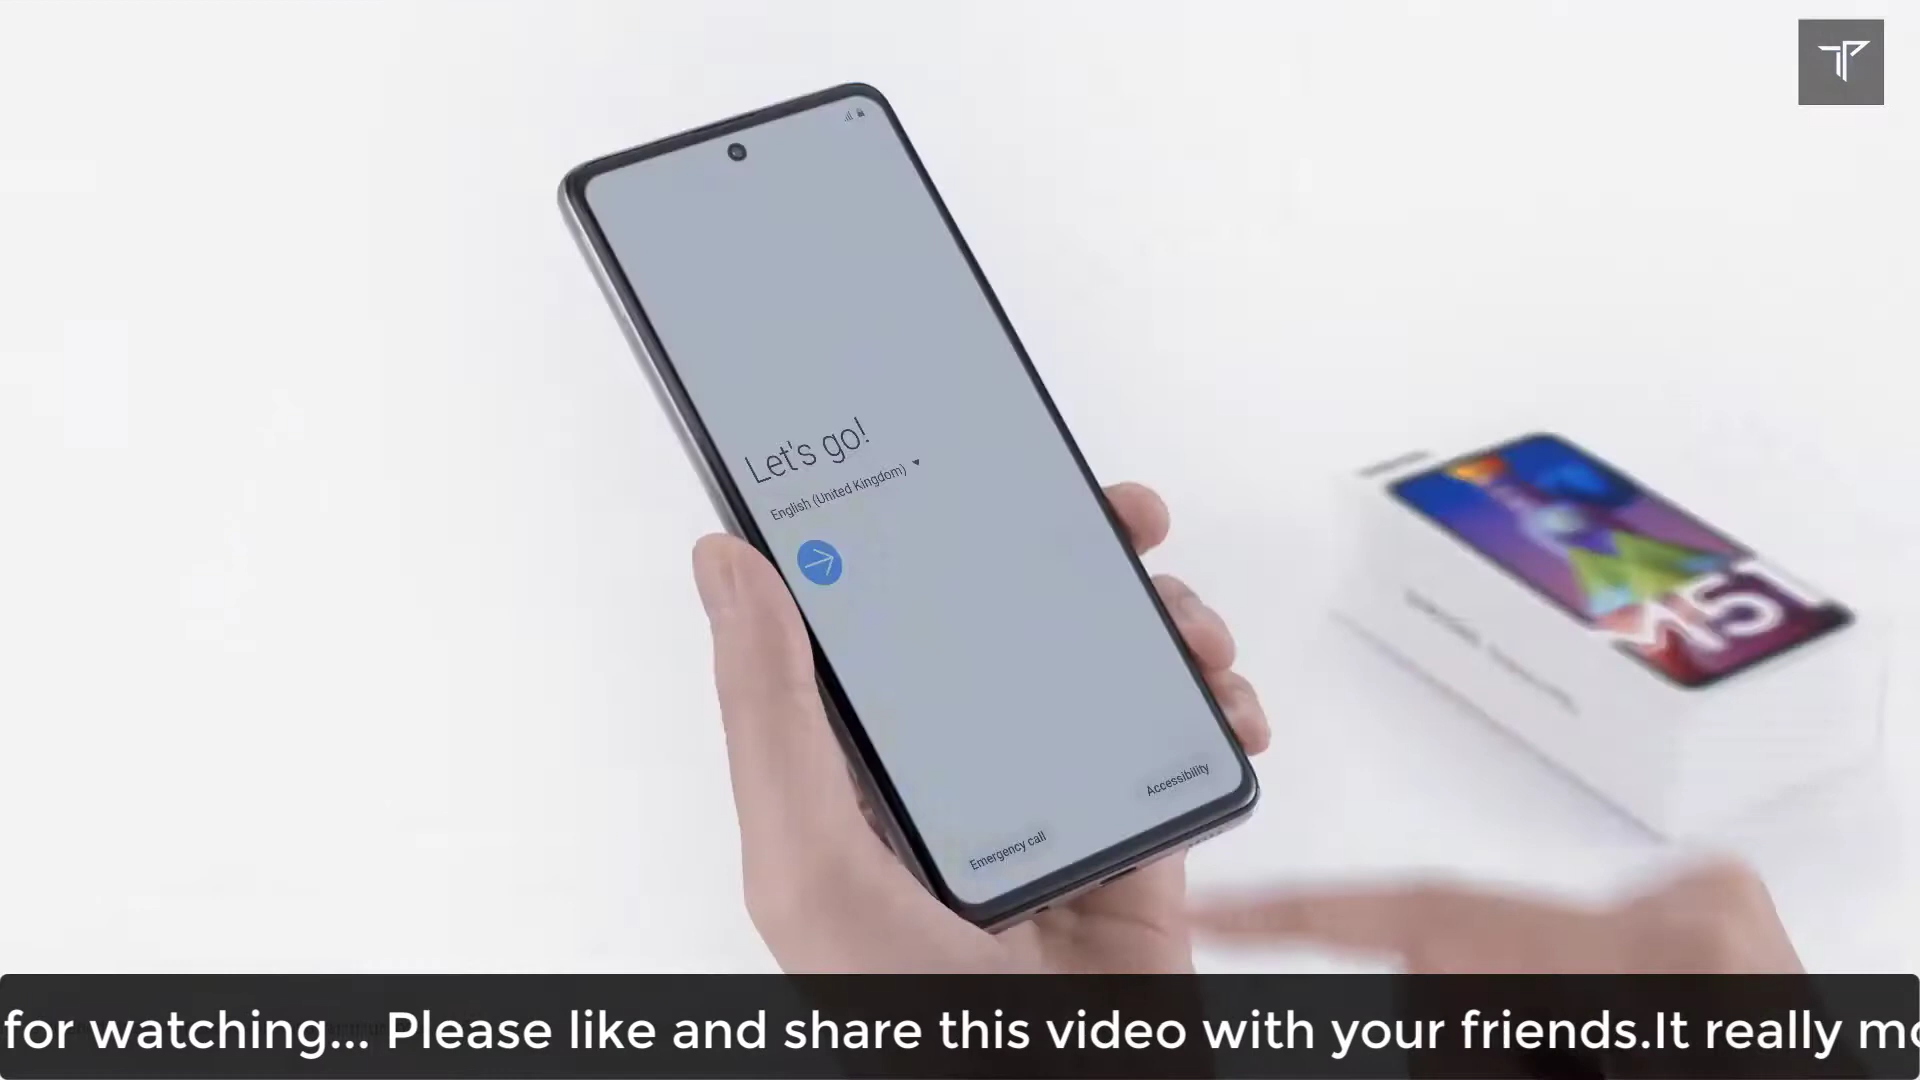 Let's go!
English (United Kingdom)
Accessibility
Emergency call
M51
for watching... Please like and share this video with your friends.It really mo